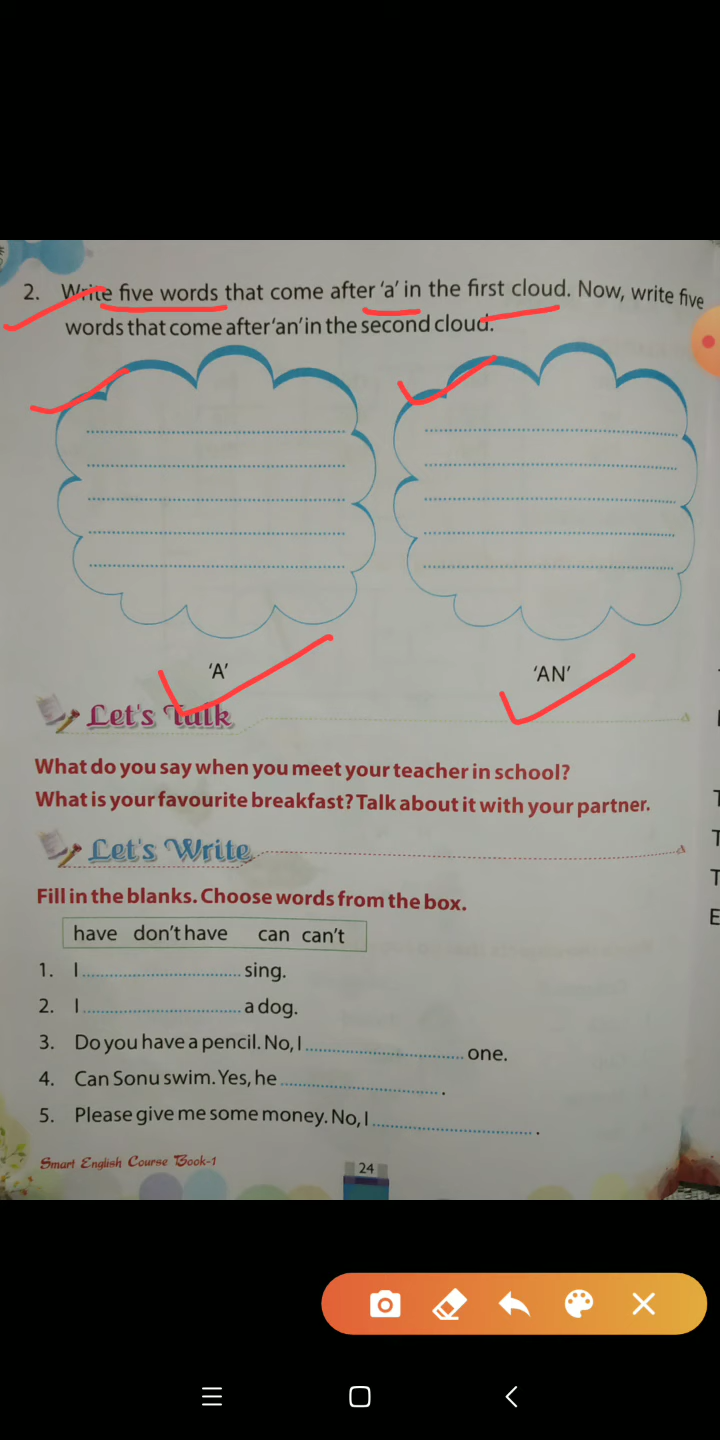 2. Write five words that come after 'a' in the first cloud. Now, write five
words that come after 'an' in the second cloud.
'A'
'AN'
Let's Talk
What do you say when you meet your teacher in school?
What is your favourite breakfast? Talk about it with your partner.
Let's Write
Fill in the blanks. Choose words from the box.
have don't have can can't
1. I ........................................ sing.
2. I ........................................ a dog.
3. Do you have a pencil. No, I ........................................ one.
4. Can Sonu swim. Yes, he ........................................ .
5. Please give me some money. No, I ........................................ .
Smart English Course Book-1
24